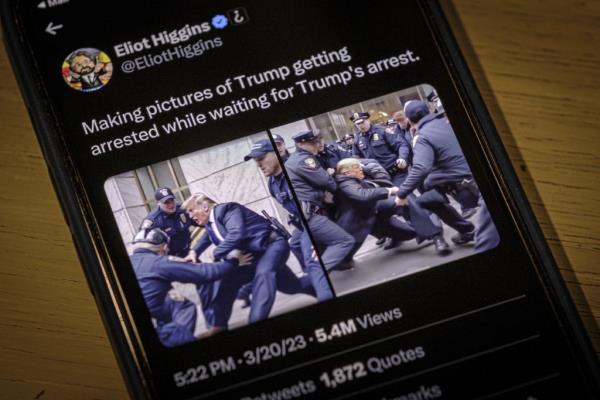 Eliot Higgins
@EliotHiggins
Making pictures of Trump getting
arrested while waiting for Trump's arrest.
5:22 PM · 3/20/23 · 5.4M Views
Retweets 1,872 Quotes